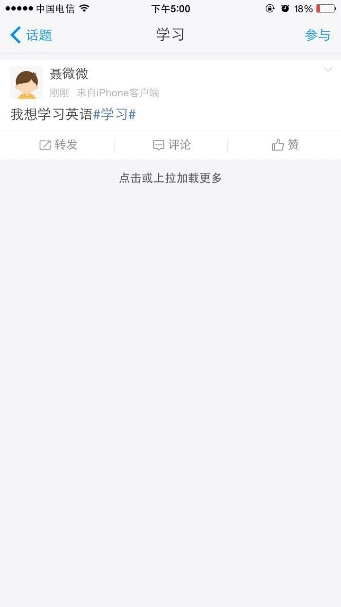 中国电信 下午5:00 18%
话题 学习 参与
聂微微
刚刚 来自iPhone客户端
我想学习英语#学习#
转发 评论 赞
点击或上拉加载更多